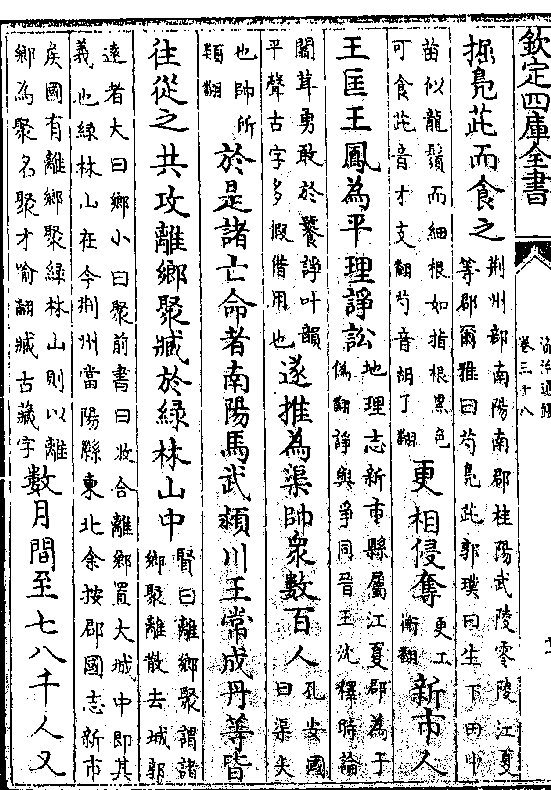 欽定四庫全書
資治通鑑
卷三十八
掘鳧茈而食之
荆州部南陽南郡桂陽武陵零陵江夏
等郡爾雅曰芍鳧茈郭璞曰生下田中
苗似龍鬚而細根如指根黑色
可食茈音才支翻芍音胡了翻
更相侵奪
更工
衡翻
新市人
王匡王鳳為平理諍訟
地理志新市縣屬江夏郡為于
偽翻諍與爭同晉王沈釋時論
闒茸勇敢於饕諍叶韻
平聲古字多假借用也
遂推為渠帥衆數百人
孔安國
曰渠大
也帥所
類翻
於是諸亡命者南陽馬武潁川王常成丹等皆
往從之共攻離鄉聚臧於緑林山中
賢曰離鄉聚謂諸
鄉聚離散去城郭
遠者大曰鄉小曰聚前書曰收合離鄉置大城中即其
義也緑林山在今荆州當陽縣東北余按郡國志新市
侯國有離鄉聚緑林山則以離
鄉為聚名聚才喻翻臧古藏字
數月間至七八千人又